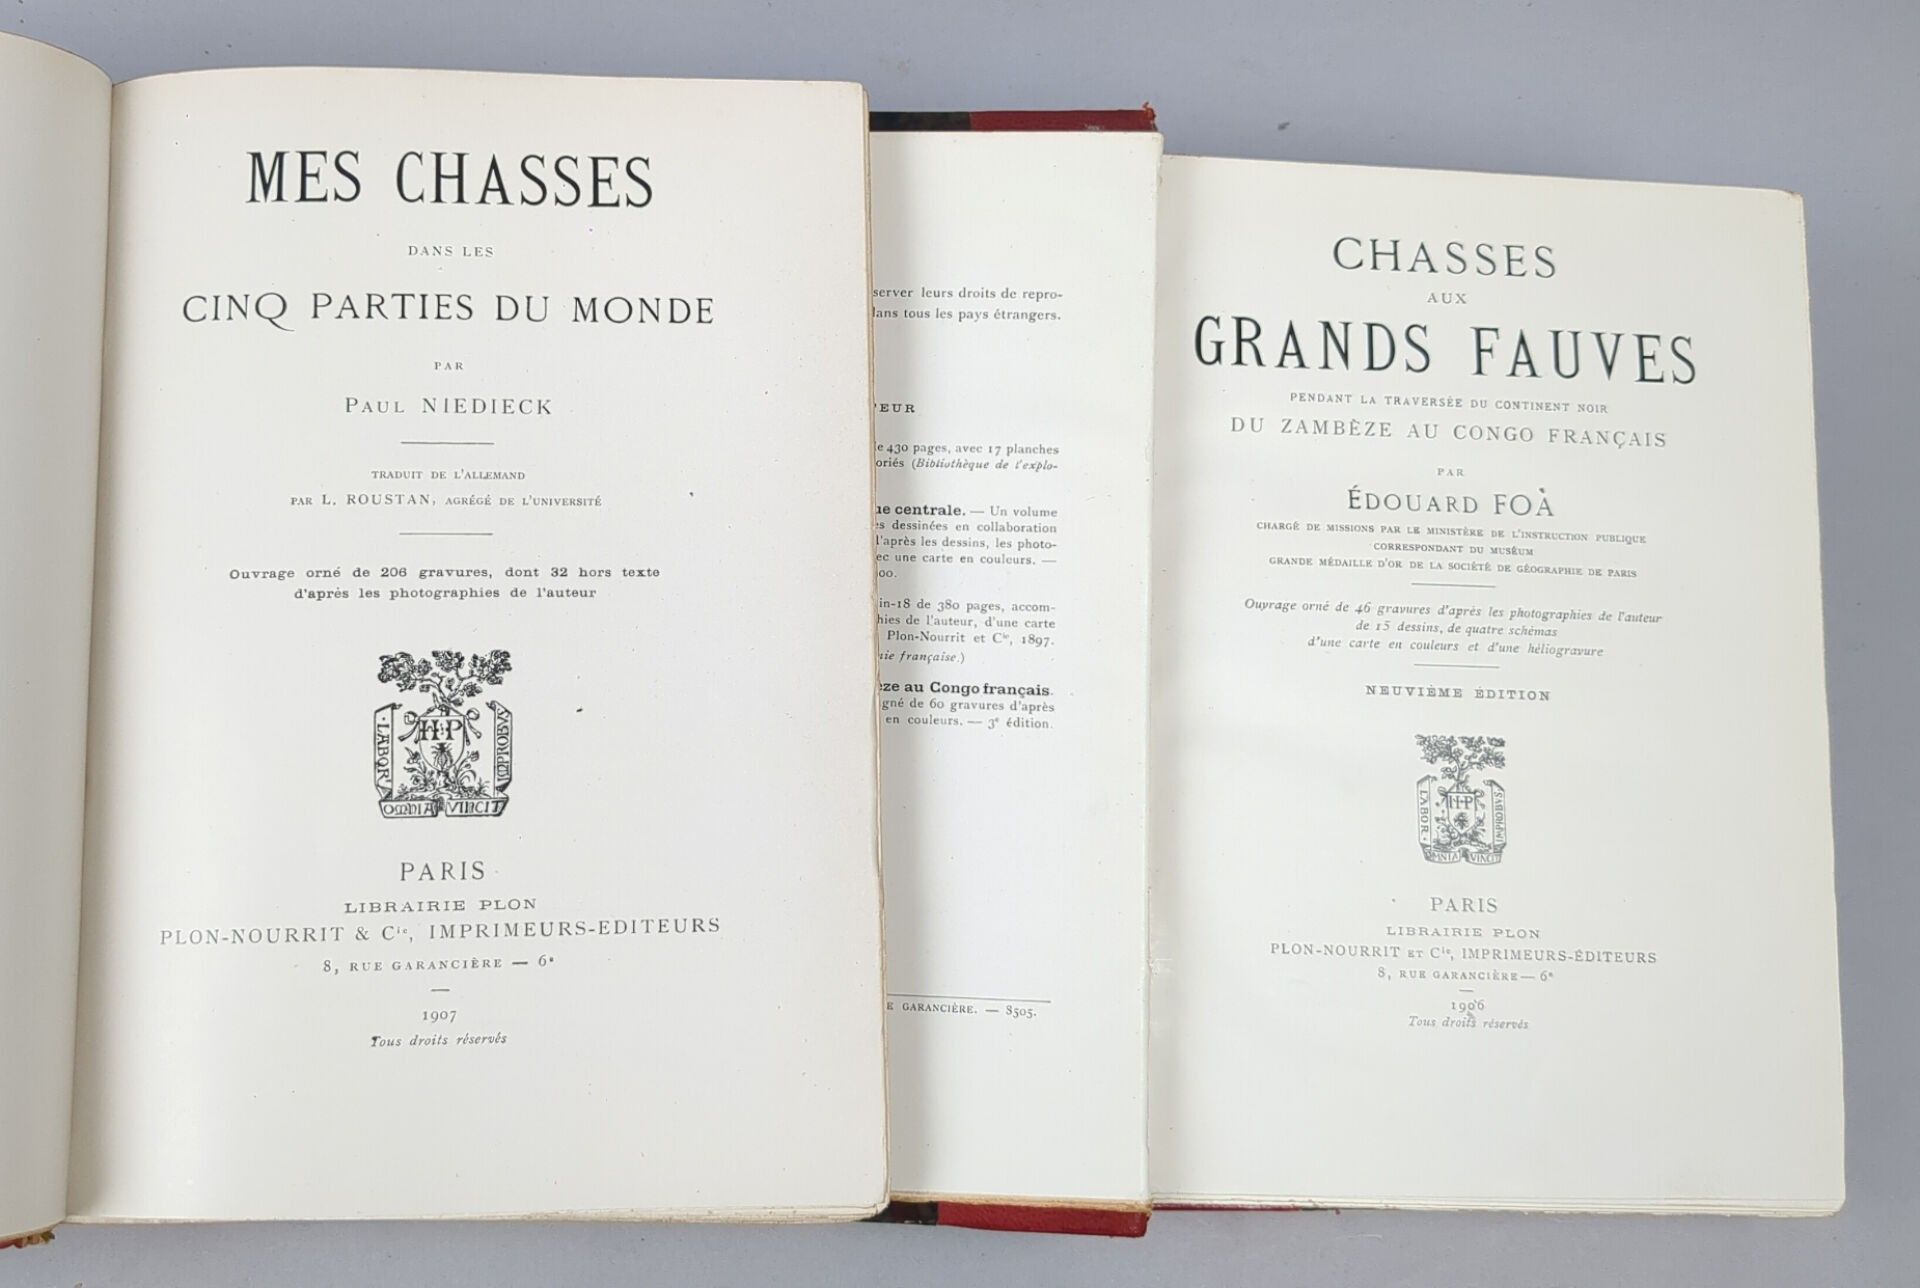 MES CHASSES
DANS LES
CINQ PARTIES DU MONDE
PAR
PAUL NIEDIECK
TRADUIT DE L'ALLEMAND
PAR L. ROUSTAN, AGRÉGÉ DE L'UNIVERSITÉ
Ouvrage orné de 206 gravures, dont 32 hors texte
d'après les photographies de l'auteur
LABOR
H P
IMPROBVS
OMNIA VINCIT
PARIS
LIBRAIRIE PLON
PLON-NOURRIT & Cie, IMPRIMEURS-EDITEURS
8, RUE GARANCIÈRE — 6e
1907
Tous droits réservés
server leurs droits de repro-
dans tous les pays étrangers.
TEUR
de 430 pages, avec 17 planches
oriés (Bibliothèque de l'explo-
ue centrale. — Un volume
es dessinées en collaboration
d'après les dessins, les photo-
ec une carte en couleurs. —
00.
in-18 de 380 pages, accom-
hies de l'auteur, d'une carte
Plon-Nourrit et Cie, 1897.
mie française.)
èze au Congo français.
gné de 60 gravures d'après
en couleurs. — 3e édition.
E GARANCIÈRE. — 8505.
CHASSES
AUX
GRANDS FAUVES
PENDANT LA TRAVERSÉE DU CONTINENT NOIR
DU ZAMBÈZE AU CONGO FRANÇAIS
PAR
ÉDOUARD FOÀ
CHARGÉ DE MISSIONS PAR LE MINISTÈRE DE L'INSTRUCTION PUBLIQUE
CORRESPONDANT DU MUSÉUM
GRANDE MÉDAILLE D'OR DE LA SOCIÉTÉ DE GÉOGRAPHIE DE PARIS
Ouvrage orné de 46 gravures d'après les photographies de l'auteur
de 15 dessins, de quatre schémas
d'une carte en couleurs et d'une héliogravure
NEUVIÈME ÉDITION
LABOR
H P
IMPROBVS
OMNIA VINCIT
PARIS
LIBRAIRIE PLON
PLON-NOURRIT ET Cie, IMPRIMEURS-ÉDITEURS
8, RUE GARANCIÈRE — 6e
1906
Tous droits réservés